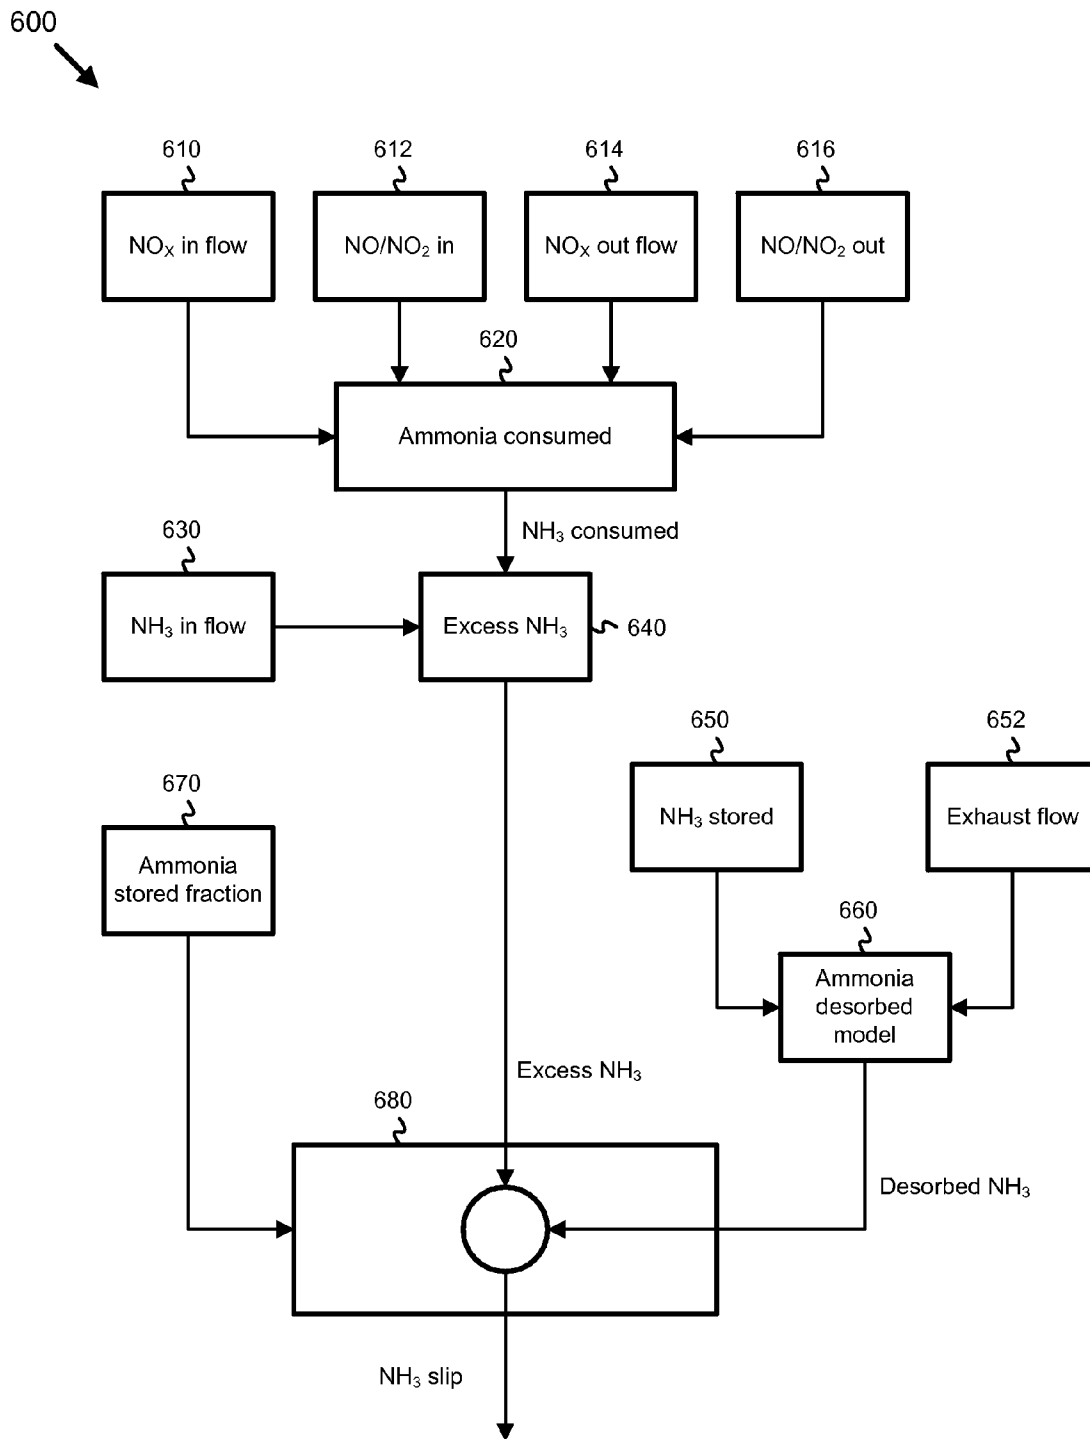 600
610
612
614
616
NOX in flow
NO/NO2 in
NOX out flow
NO/NO2 out
620
Ammonia consumed
NH3 consumed
630
NH3 in flow
Excess NH3
640
650
652
NH3 stored
Exhaust flow
670
Ammonia
stored fraction
660
Ammonia
desorbed
model
Excess NH3
680
Desorbed NH3
NH3 slip